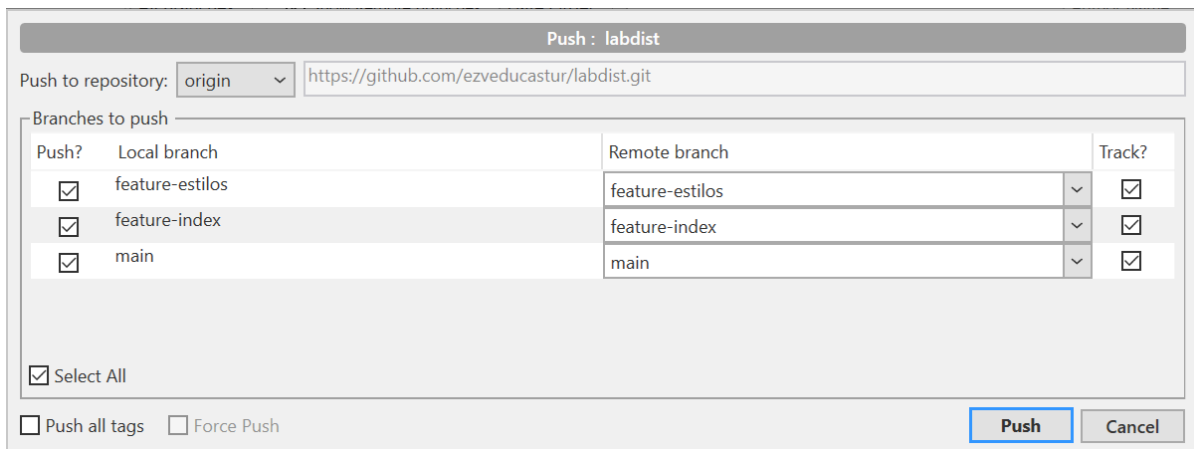 Push : labdist
Push to repository: origin https://github.com/ezveducastur/labdist.git
Branches to push
Push? Local branch Remote branch Track?
feature-estilos feature-estilos
feature-index feature-index
main main
Select All
Push all tags Force Push Push Cancel